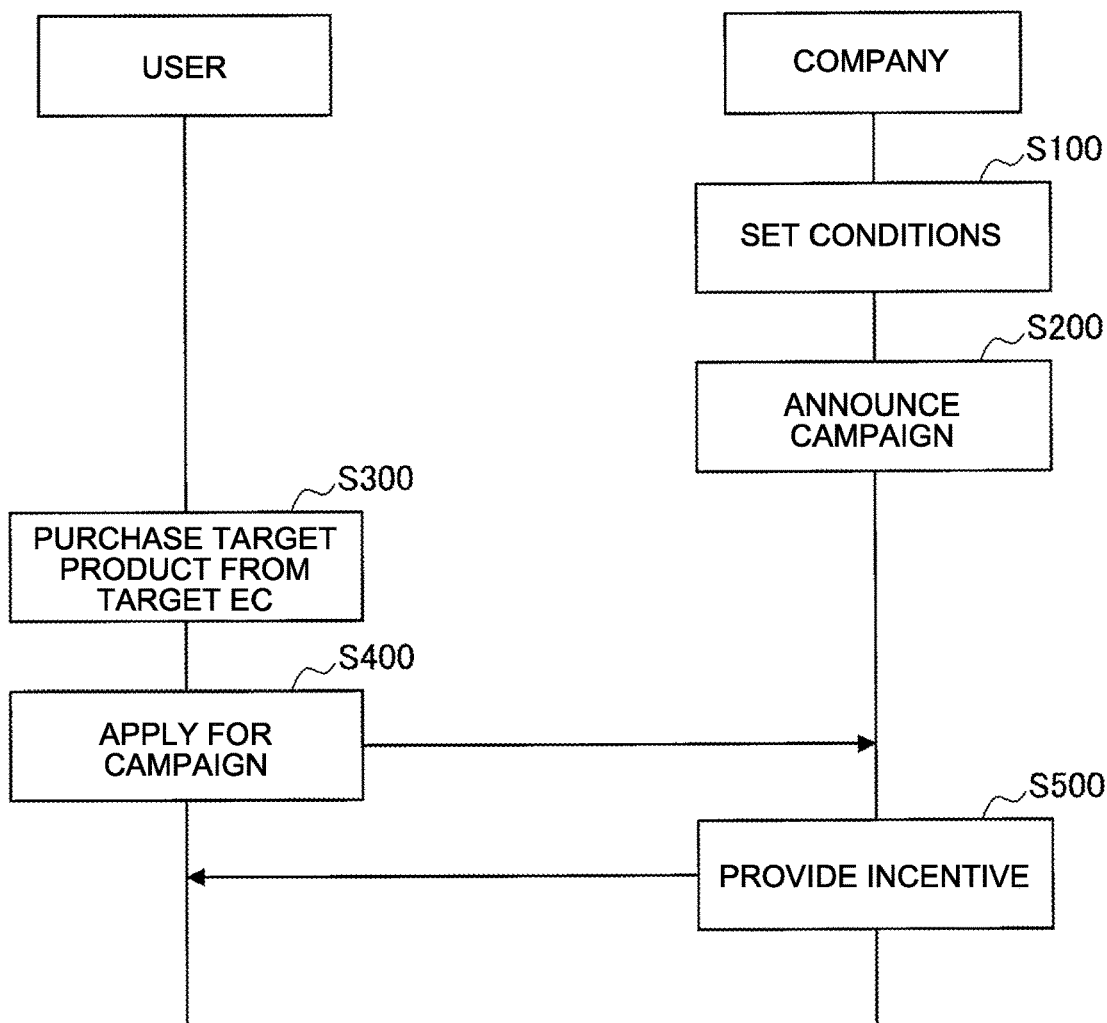 USER
COMPANY
S100
SET CONDITIONS
S200
ANNOUNCE
CAMPAIGN
S300
PURCHASE TARGET
PRODUCT FROM
TARGET EC
S400
APPLY FOR
CAMPAIGN
S500
PROVIDE INCENTIVE